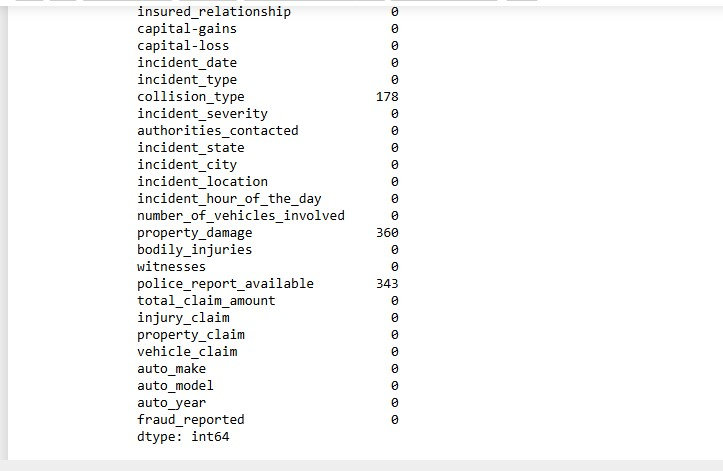 insured_relationship 0
capital-gains 0
capital-loss 0
incident_date 0
incident_type 0
collision_type 178
incident_severity 0
authorities_contacted 0
incident_state 0
incident_city 0
incident_location 0
incident_hour_of_the_day 0
number_of_vehicles_involved 0
property_damage 360
bodily_injuries 0
witnesses 0
police_report_available 343
total_claim_amount 0
injury_claim 0
property_claim 0
vehicle_claim 0
auto_make 0
auto_model 0
auto_year 0
fraud_reported 0
dtype: int64